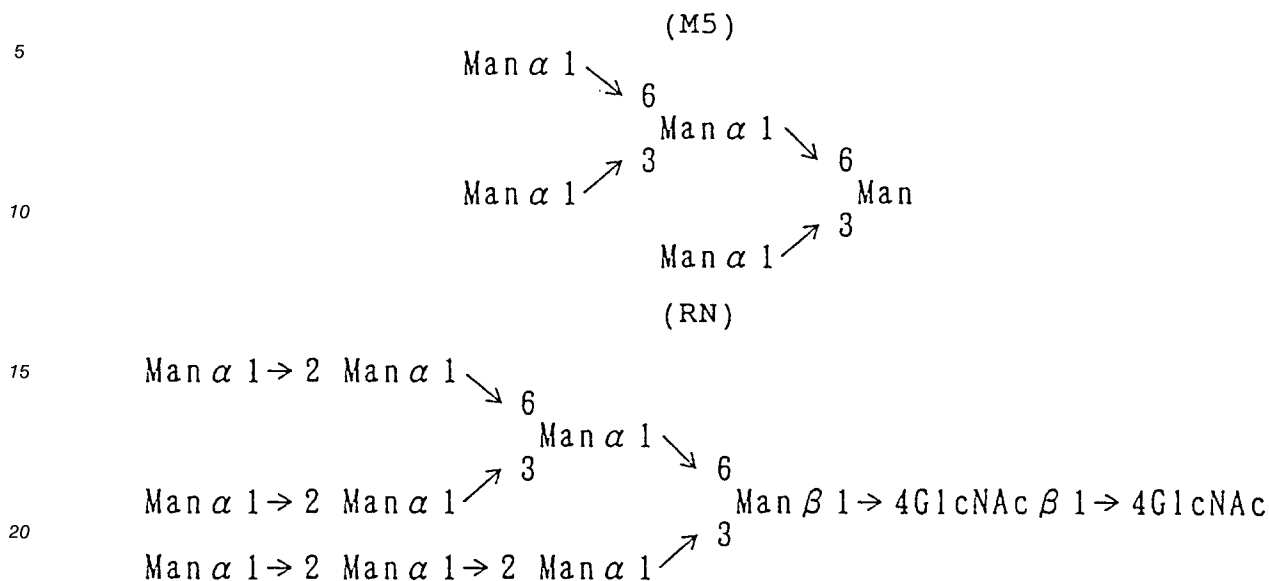 (M5)
5
Man α 1 ↘
6
Man α 1 ↘
3
6
Man α 1 ↗
Man
10
3
Man α 1 ↗
(RN)
15
Man α 1 → 2 Man α 1 ↘
6
Man α 1 ↘
3
6
Man α 1 → 2 Man α 1 ↗
Man β 1 → 4GlcNAc β 1 → 4GlcNAc
20
3
Man α 1 → 2 Man α 1 → 2 Man α 1 ↗